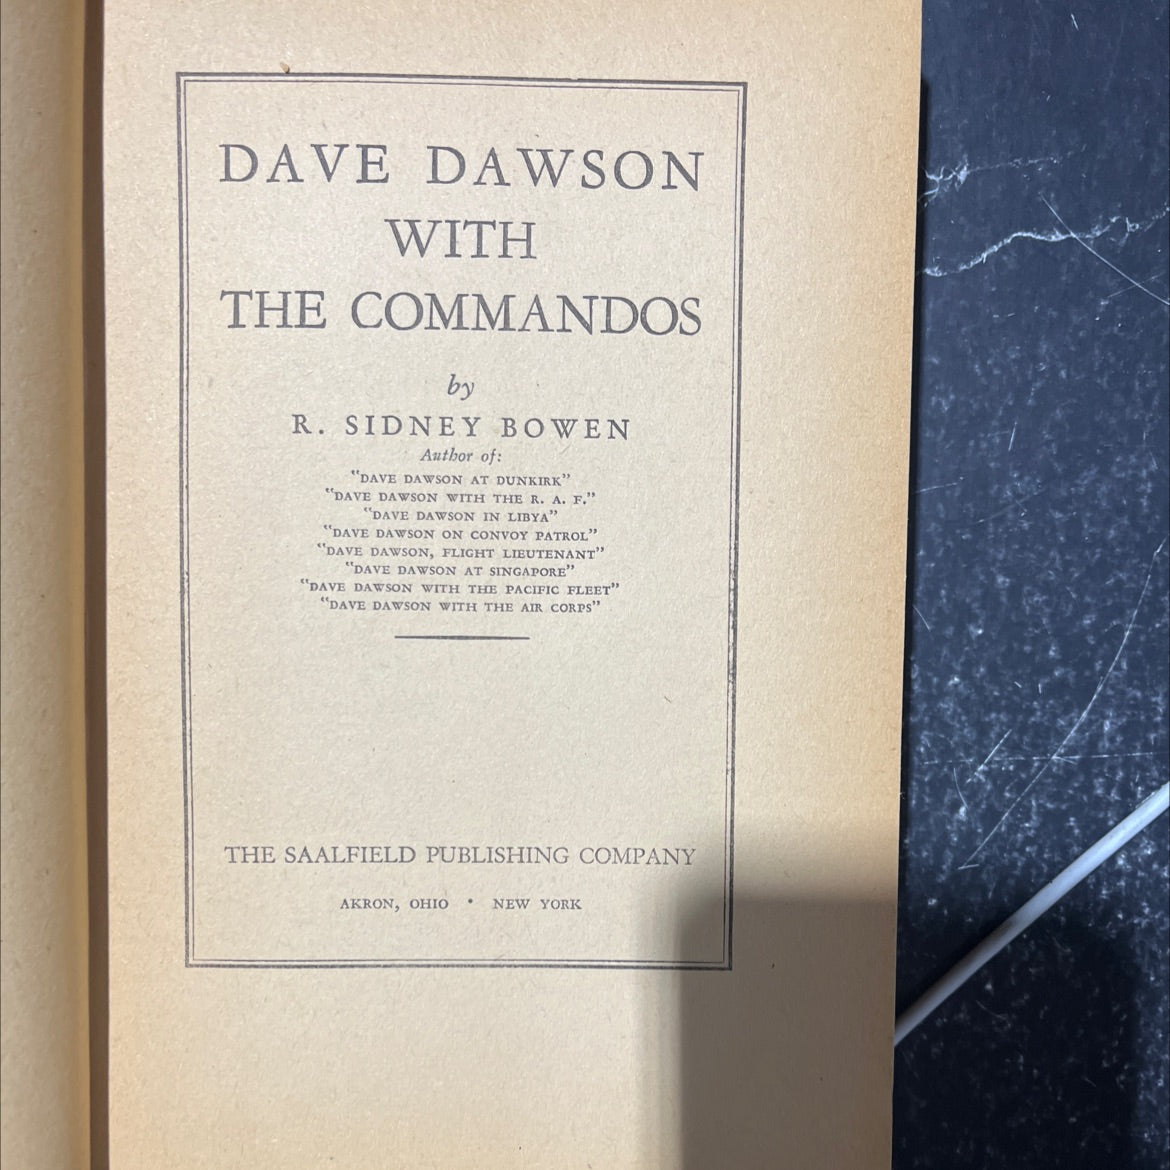 DAVE DAWSON
WITH
THE COMMANDOS
by
R. SIDNEY BOWEN
Author of:
"DAVE DAWSON AT DUNKIRK"
"DAVE DAWSON WITH THE R. A. F."
"DAVE DAWSON IN LIBYA"
"DAVE DAWSON ON CONVOY PATROL"
"DAVE DAWSON, FLIGHT LIEUTENANT"
"DAVE DAWSON AT SINGAPORE"
"DAVE DAWSON WITH THE PACIFIC FLEET"
"DAVE DAWSON WITH THE AIR CORPS"
THE SAALFIELD PUBLISHING COMPANY
AKRON, OHIO • NEW YORK